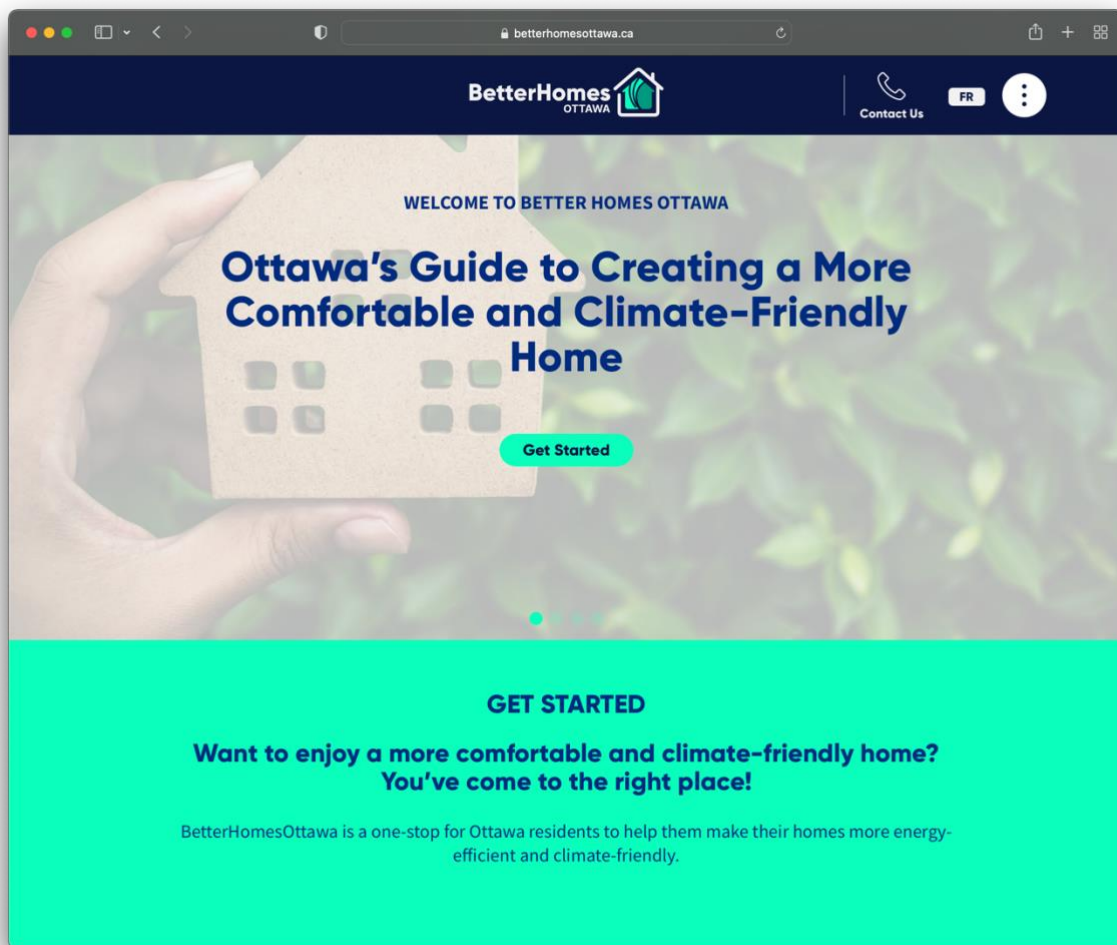 betterhomesottawa.ca
BetterHomes
OTTAWA
Contact Us
FR
WELCOME TO BETTER HOMES OTTAWA
Ottawa's Guide to Creating a More
Comfortable and Climate-Friendly
Home
Get Started
GET STARTED
Want to enjoy a more comfortable and climate-friendly home?
You've come to the right place!
BetterHomesOttawa is a one-stop for Ottawa residents to help them make their homes more energy-
efficient and climate-friendly.